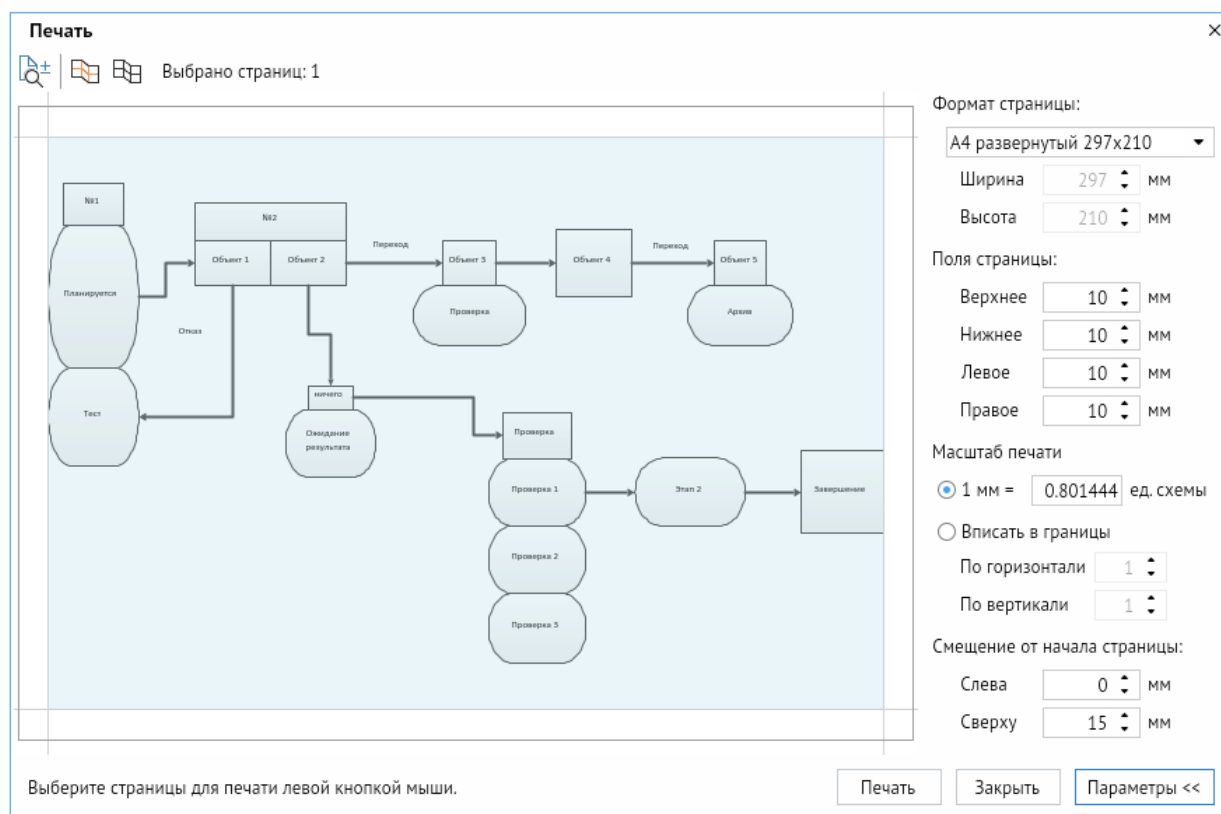 Печать
Выбрано страниц: 1
№1
Планируется
Тест
№2
Объект 1
Объект 2
Отказ
Переход
Объект 3
Проверка
Объект 4
Переход
Объект 5
Архив
ничего
Ожидание
результата
Проверка
Проверка 1
Проверка 2
Проверка 3
Этап 2
Завершение
Формат страницы:
А4 развернутый 297x210
Ширина 297 мм
Высота 210 мм
Поля страницы:
Верхнее 10 мм
Нижнее 10 мм
Левое 10 мм
Правое 10 мм
Масштаб печати
1 мм = 0.801444 ед. схемы
Вписать в границы
По горизонтали 1
По вертикали 1
Смещение от начала страницы:
Слева 0 мм
Сверху 15 мм
Выберите страницы для печати левой кнопкой мыши.
Печать
Закрыть
Параметры <<